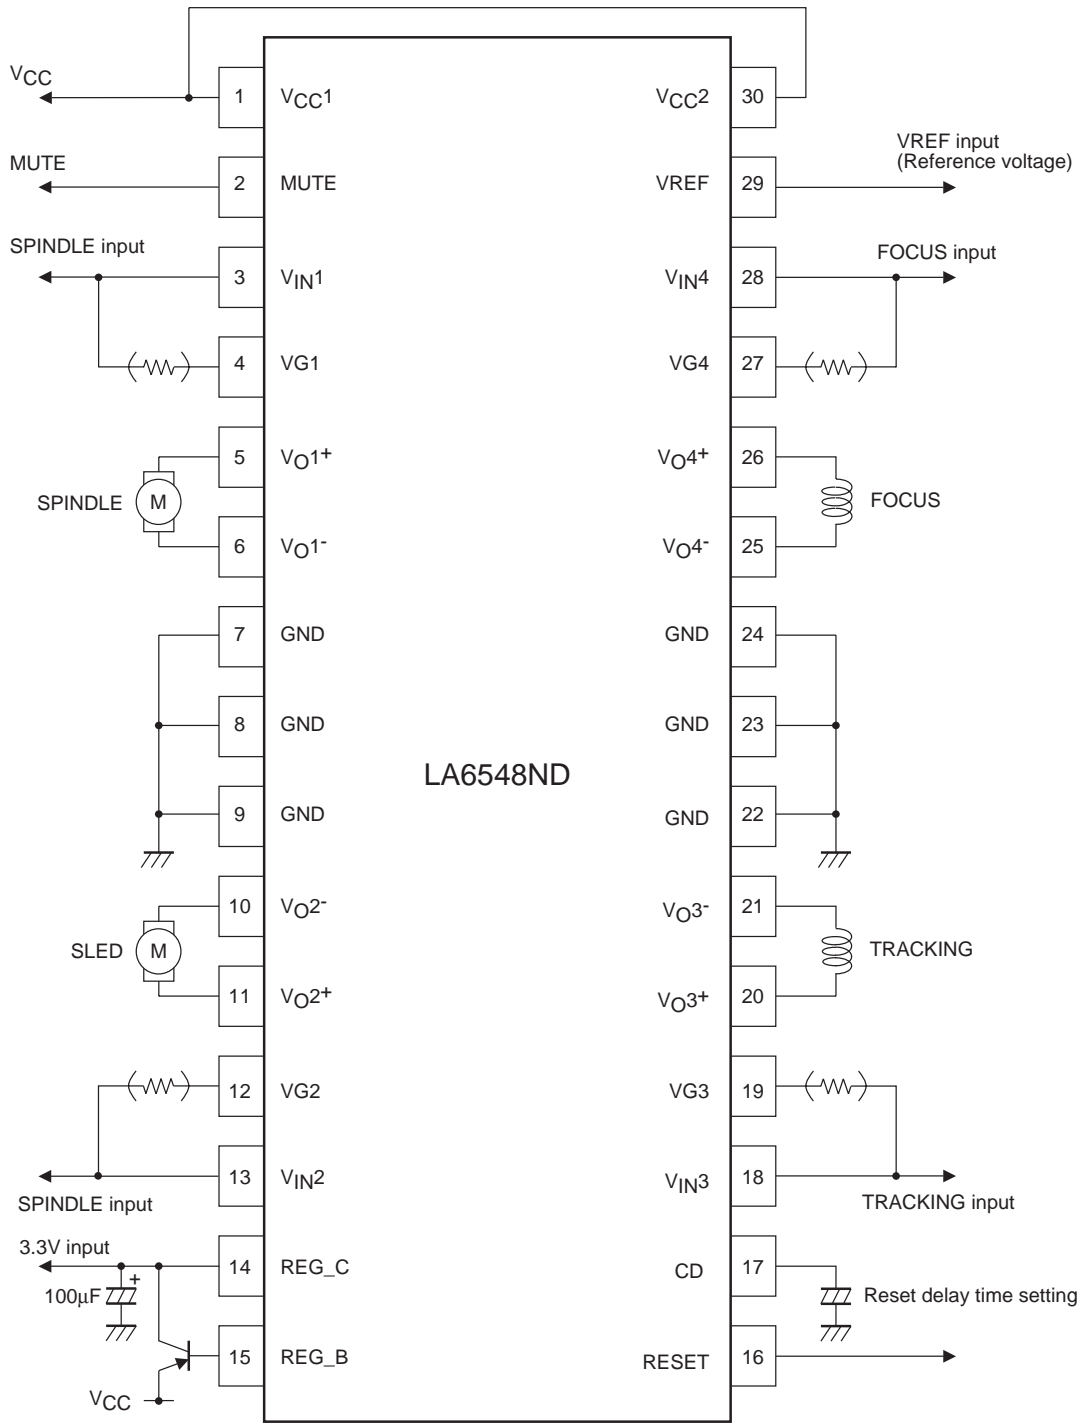 VCC
1 VCC1 VCC2 30
MUTE
2 MUTE VREF 29
VREF input
(Reference voltage)
SPINDLE input
3 VIN1 VIN4 28
FOCUS input
4 VG1 VG4 27
5 VO1+ VO4+ 26
SPINDLE M
FOCUS
6 VO1- VO4- 25
7 GND GND 24
8 GND GND 23
LA6548ND
9 GND GND 22
10 VO2- VO3- 21
SLED M
TRACKING
11 VO2+ VO3+ 20
12 VG2 VG3 19
13 VIN2 VIN3 18
SPINDLE input
TRACKING input
3.3V input
14 REG_C CD 17
+
100µF
Reset delay time setting
15 REG_B RESET 16
VCC